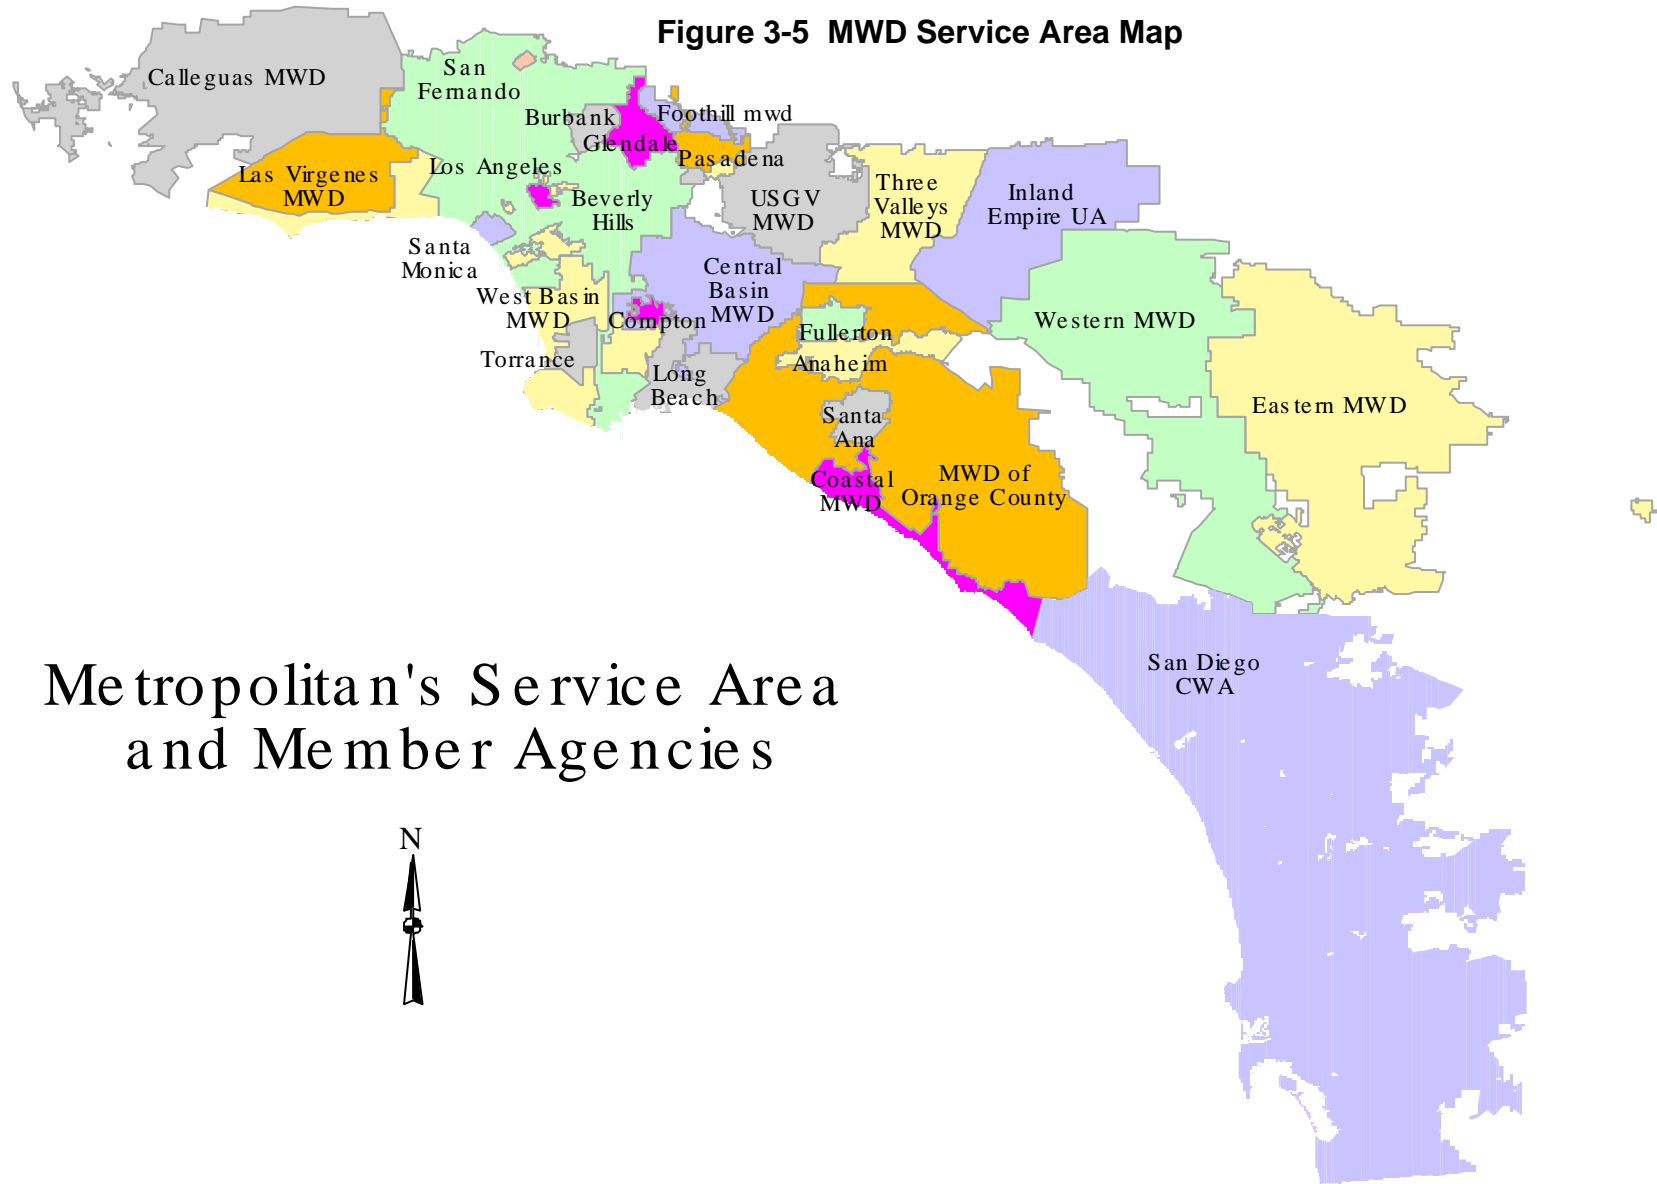 Figure 3-5 MWD Service Area Map
Calleguas MWD
San
Fernando
Burbank
Foothill mwd
Glendale
Pasadena
Los Angeles
Las Virgenes
MWD
Beverly
Hills
USGV
MWD
Three
Valleys
MWD
Inland
Empire UA
Santa
Monica
Central
Basin
MWD
West Basin
MWD
Compton
Fullerton
Western MWD
Torrance
Anaheim
Long
Beach
Eastern MWD
Santa
Ana
Coastal
MWD
MWD of
Orange County
San Diego
CWA
Metropolitan's Service Area
and Member Agencies
N